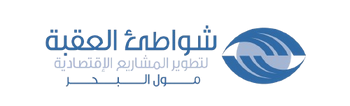 شواطئ العقبة
لتطوير المشاريع الإقتصادية
مول البحر